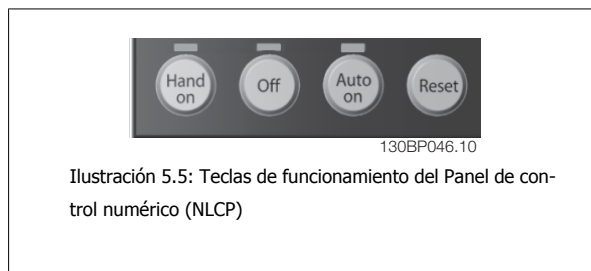 Hand on
Off
Auto on
Reset
130BP046.10
Ilustración 5.5: Teclas de funcionamiento del Panel de con-
trol numérico (NLCP)